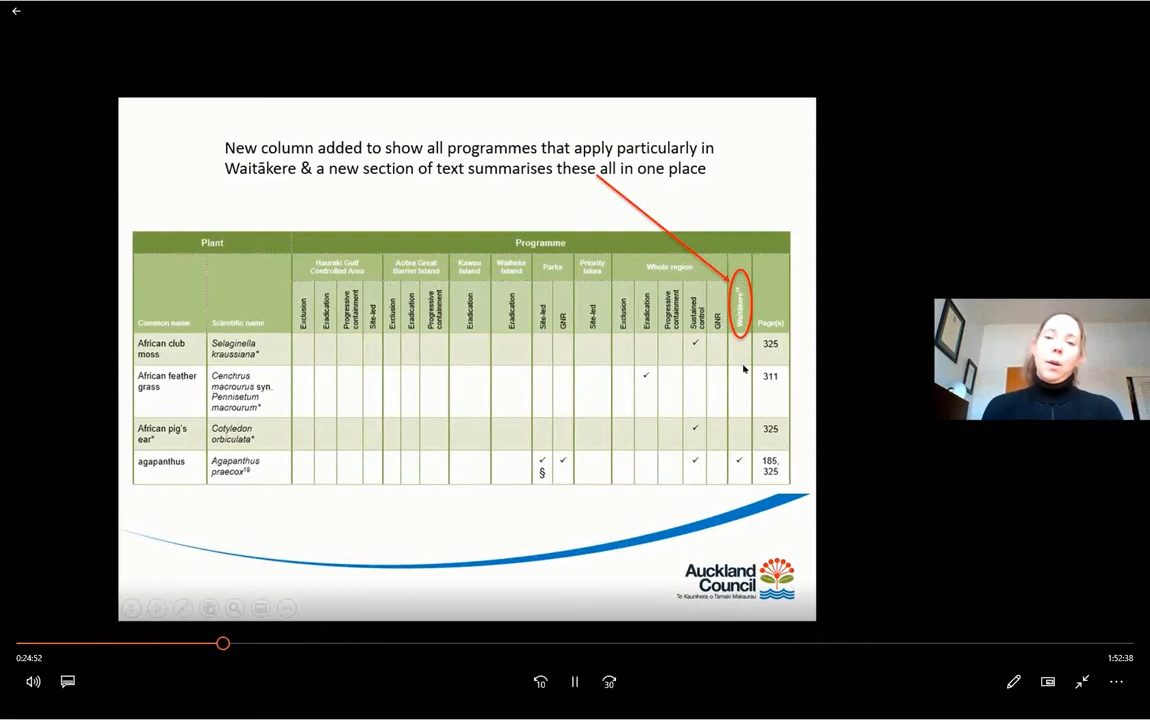 New column added to show all programmes that apply particularly in
Waitākere & a new section of text summarises these all in one place
Plant
Programme
Hauraki Gulf
Controlled Area
Aotea Great
Barrier Island
Kawau
Island
Waiheke
Island
Parks
Priority
lakes
Whole region
Common name
Scientific name
Exclusion
Eradication
Progressive
containment
Site-led
Exclusion
Eradication
Progressive
containment
Eradication
Eradication
Site-led
GNR
Site-led
Exclusion
Eradication
Progressive
containment
Sustained
control
GNR
Waitākere
Page(s)
African club
moss
Selaginella
kraussiana*
✓
325
African feather
grass
Cenchrus
macrourus syn.
Pennisetum
macrourum*
✓
311
African pig's
ear*
Cotyledon
orbiculata*
✓
325
agapanthus
Agapanthus
praecox¹⁹
✓
§
✓
✓
✓
185,
325
Auckland
Council
Te Kaunihera o Tāmaki Makaurau
0:24:52
1:52:38
10
30